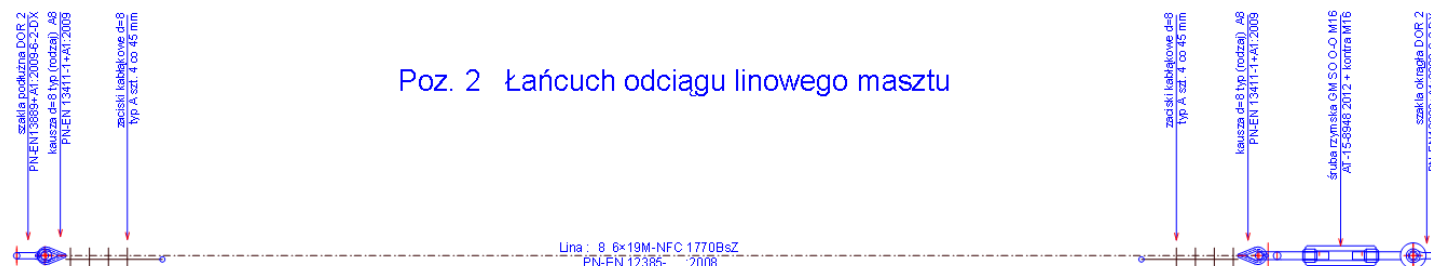 szakla podłużna DOR 2
PN-EN13889+A1:2009-6-2-DX
kausza d=8 typ (rodzaj) A8
PN-EN 13411-1+A1:2009
zaciski kabłąkowe d=8
typ A szt. 4 co 45 mm
Poz. 2 Łańcuch odciągu linowego masztu
zaciski kabłąkowe d=8
typ A szt. 4 co 45 mm
kausza d=8 typ (rodzaj) A8
PN-EN 13411-1+A1:2009
śruba rzymska GM SO O-O M16
AT-15-8948 2012 + kontra M16
szakla okrągła DOR 2
Lina : 8 6×19M-NFC 1770BsZ
PN-EN 12385- :2008